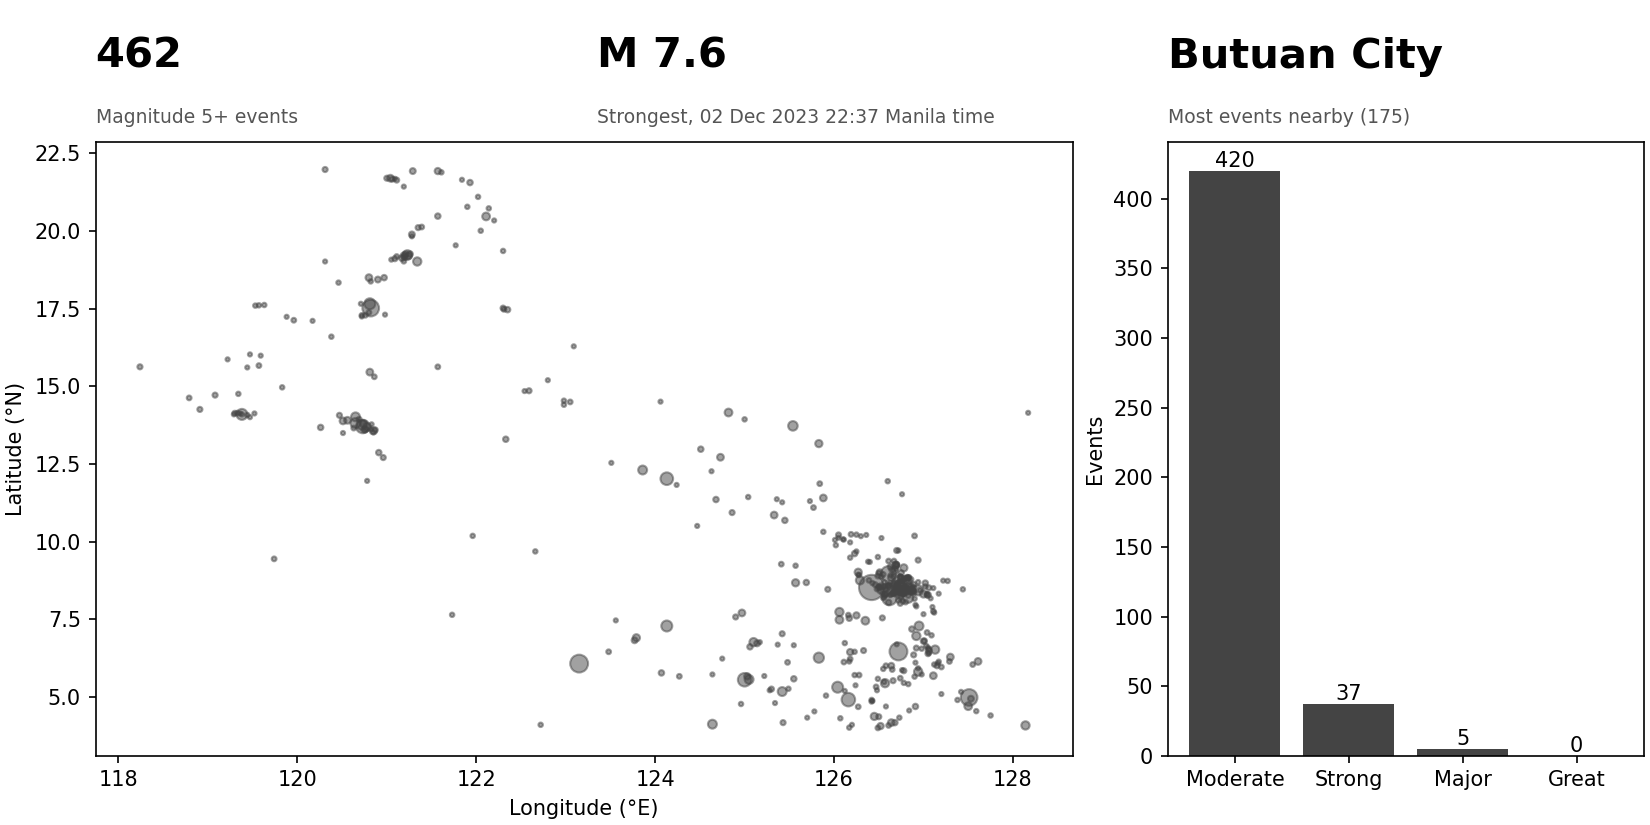 462
Magnitude 5+ events
M 7.6
Strongest, 02 Dec 2023 22:37 Manila time
Butuan City
Most events nearby (175)
Latitude (°N)
22.5
20.0
17.5
15.0
12.5
10.0
7.5
5.0
118
120
122
124
126
128
Longitude (°E)
Events
400
350
300
250
200
150
100
50
0
420
37
5
0
Moderate
Strong
Major
Great